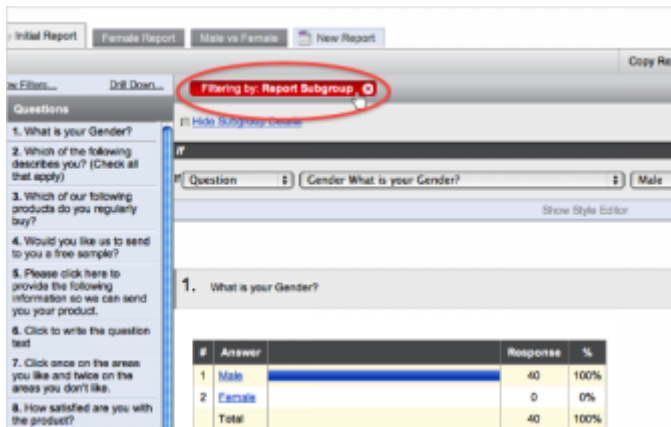 Initial Report
Female Report
Male vs Female
New Report
Copy Re
ew Filters...
Drill Down...
Filtering by: Report Subgroup
Questions
Hide Subgroup Details
1. What is your Gender?
2. Which of the following
describes you? (Check all
that apply)
If
Question
Gender What is your Gender?
Male
3. Which of our following
products do you regularly
buy?
Show Style Editor
4. Would you like us to send
to you a free sample?
5. Please click here to
provide the following
information so we can send
you your product.
1. What is your Gender?
6. Click to write the question
text
7. Click once on the areas
you like and twice on the
areas you don't like.
8. How satisfied are you with
the product?
# Answer Response %
1 Male 40 100%
2 Female 0 0%
Total 40 100%